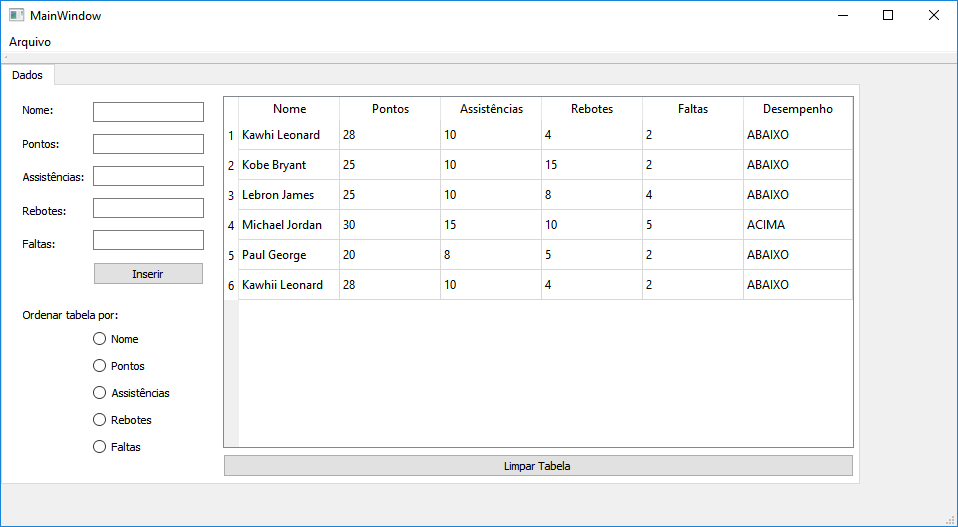 MainWindow
Arquivo
Dados
Nome:
Pontos:
Assistências:
Rebotes:
Faltas:
Inserir
Ordenar tabela por:
Nome
Pontos
Assistências
Rebotes
Faltas
Nome Pontos Assistências Rebotes Faltas Desempenho
1 Kawhi Leonard 28 10 4 2 ABAIXO
2 Kobe Bryant 25 10 15 2 ABAIXO
3 Lebron James 25 10 8 4 ABAIXO
4 Michael Jordan 30 15 10 5 ACIMA
5 Paul George 20 8 5 2 ABAIXO
6 Kawhii Leonard 28 10 4 2 ABAIXO
Limpar Tabela